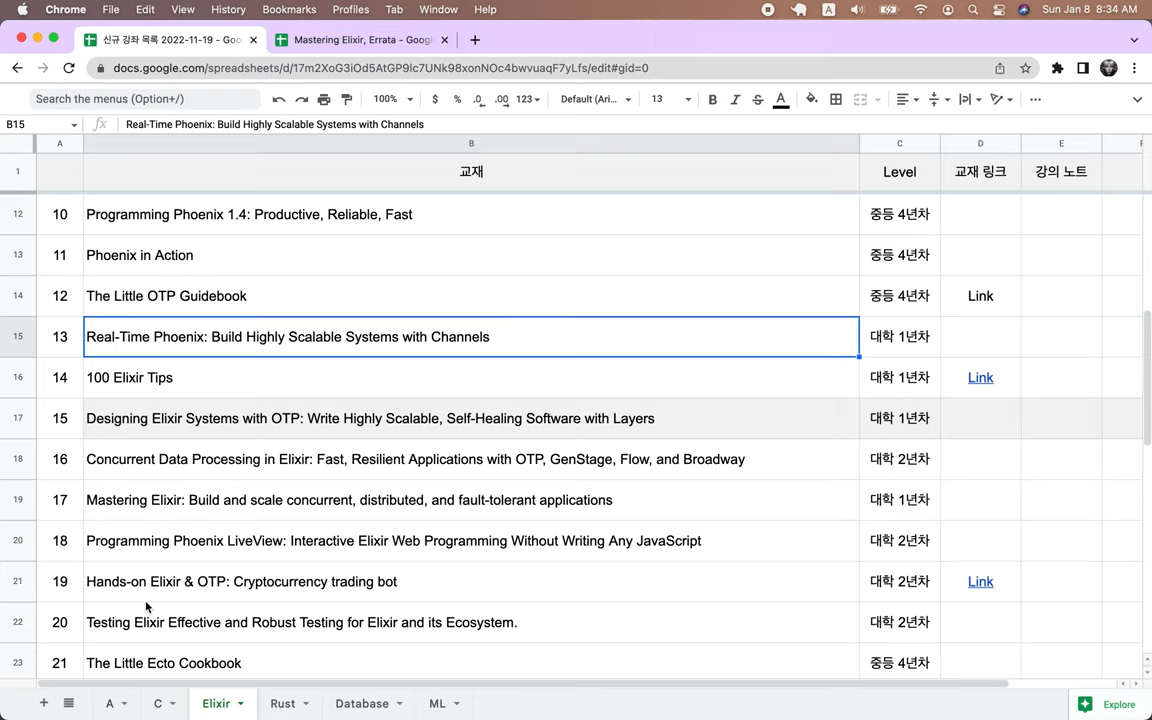 Chrome File Edit View History Bookmarks Profiles Tab Window Help A Sun Jan 8 8:34 AM
신규 강좌 목록 2022-11-19 - Goo Mastering Elixir, Errata - Googl
docs.google.com/spreadsheets/d/17m2XoG3iOd5AtGP9lc7UNk98xonNOc4bwvuaqF7yLfs/edit#gid=0
Search the menus (Option+/) 100% $ % .0 .00 123 Default (Ari... 13 B I S A
B15 fx Real-Time Phoenix: Build Highly Scalable Systems with Channels
A B C D E
1 교재 Level 교재 링크 강의 노트
12 10 Programming Phoenix 1.4: Productive, Reliable, Fast 중등 4년차
13 11 Phoenix in Action 중등 4년차
14 12 The Little OTP Guidebook 중등 4년차 Link
15 13 Real-Time Phoenix: Build Highly Scalable Systems with Channels 대학 1년차
16 14 100 Elixir Tips 대학 1년차 Link
17 15 Designing Elixir Systems with OTP: Write Highly Scalable, Self-Healing Software with Layers 대학 1년차
18 16 Concurrent Data Processing in Elixir: Fast, Resilient Applications with OTP, GenStage, Flow, and Broadway 대학 2년차
19 17 Mastering Elixir: Build and scale concurrent, distributed, and fault-tolerant applications 대학 1년차
20 18 Programming Phoenix LiveView: Interactive Elixir Web Programming Without Writing Any JavaScript 대학 2년차
21 19 Hands-on Elixir & OTP: Cryptocurrency trading bot 대학 2년차 Link
22 20 Testing Elixir Effective and Robust Testing for Elixir and its Ecosystem. 대학 2년차
23 21 The Little Ecto Cookbook 중등 4년차
A C Elixir Rust Database ML Explore